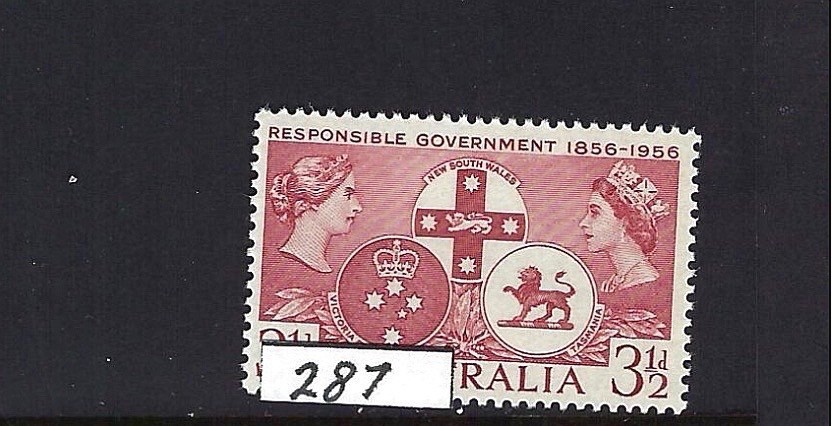 RESPONSIBLE GOVERNMENT 1856-1956
NEW SOUTH WALES
VICTORIA
TASMANIA
RALIA 3½d
287